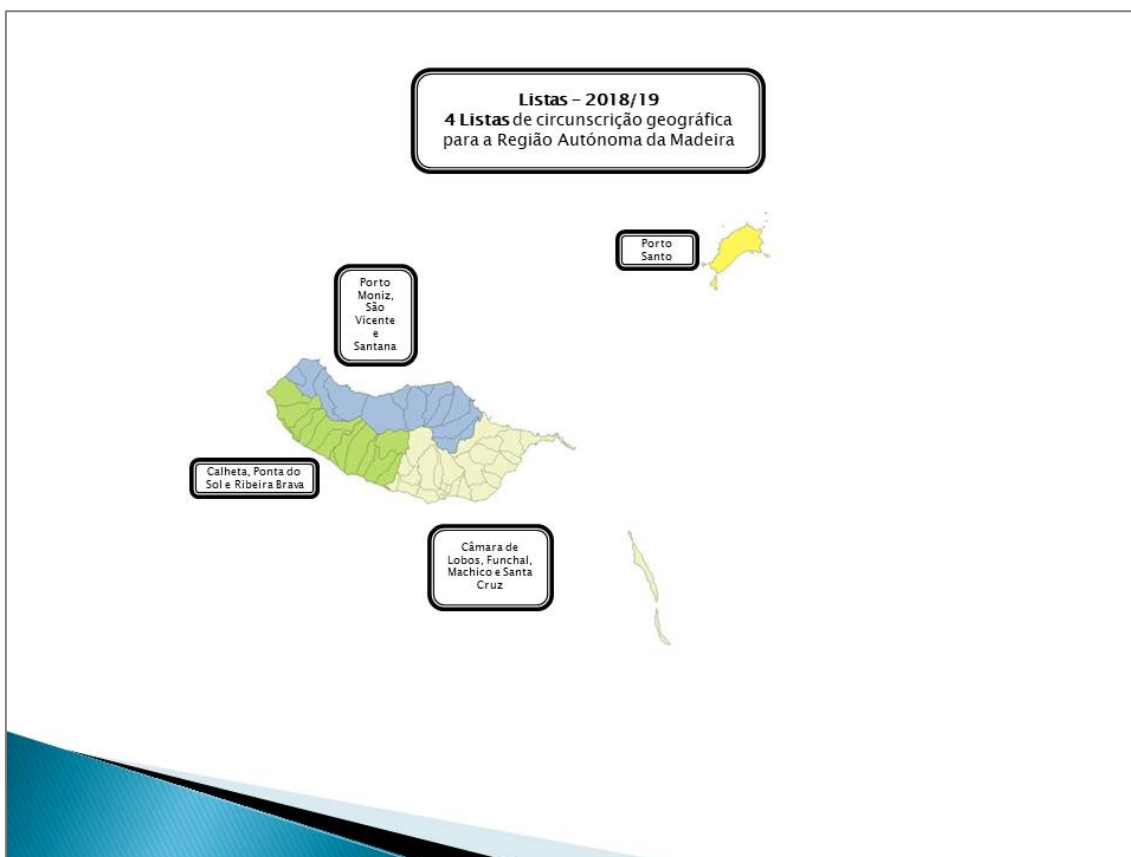 Listas – 2018/19
4 Listas de circunscrição geográfica
para a Região Autónoma da Madeira
Porto
Santo
Porto
Moniz,
São
Vicente
e
Santana
Calheta, Ponta do
Sol e Ribeira Brava
Câmara de
Lobos, Funchal,
Machico e Santa
Cruz